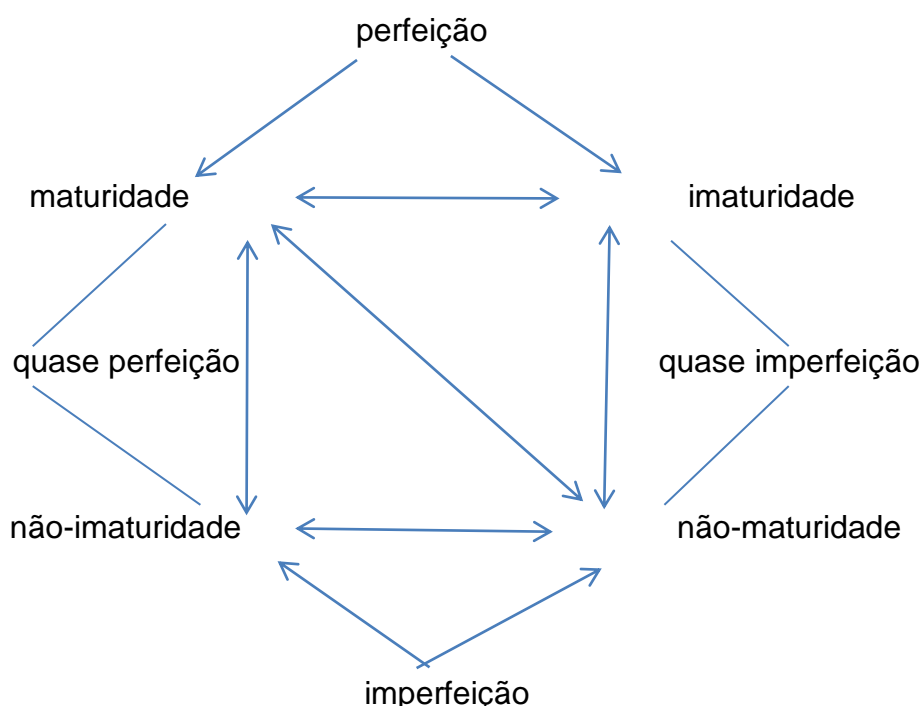 perfeição
maturidade
imaturidade
quase perfeição
quase imperfeição
não-imaturidade
não-maturidade
imperfeição